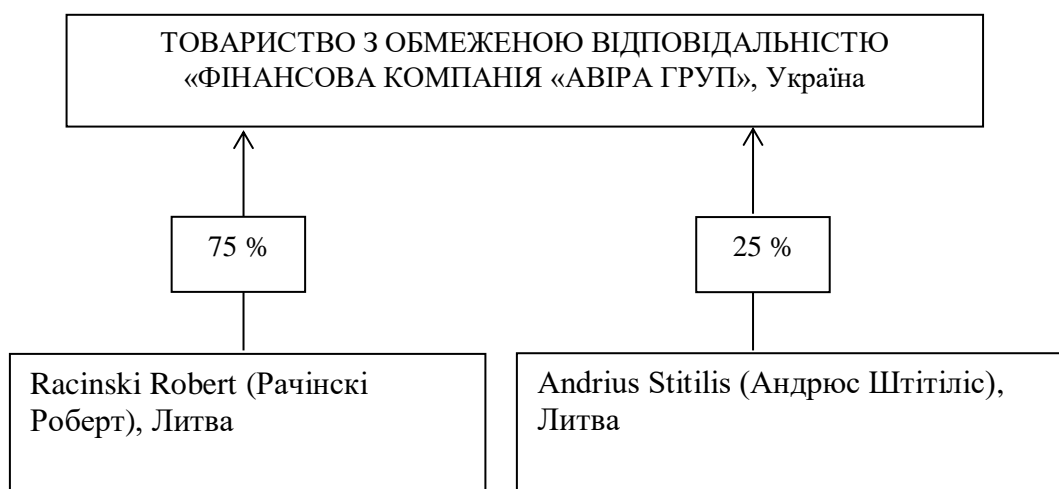 ТОВАРИСТВО З ОБМЕЖЕНОЮ ВІДПОВІДАЛЬНІСТЮ
«ФІНАНСОВА КОМПАНІЯ «АВІРА ГРУП», Україна
75 %
25 %
Racinski Robert (Рачінскі
Роберт), Литва
Andrius Stitilis (Андрюс Штітіліс),
Литва